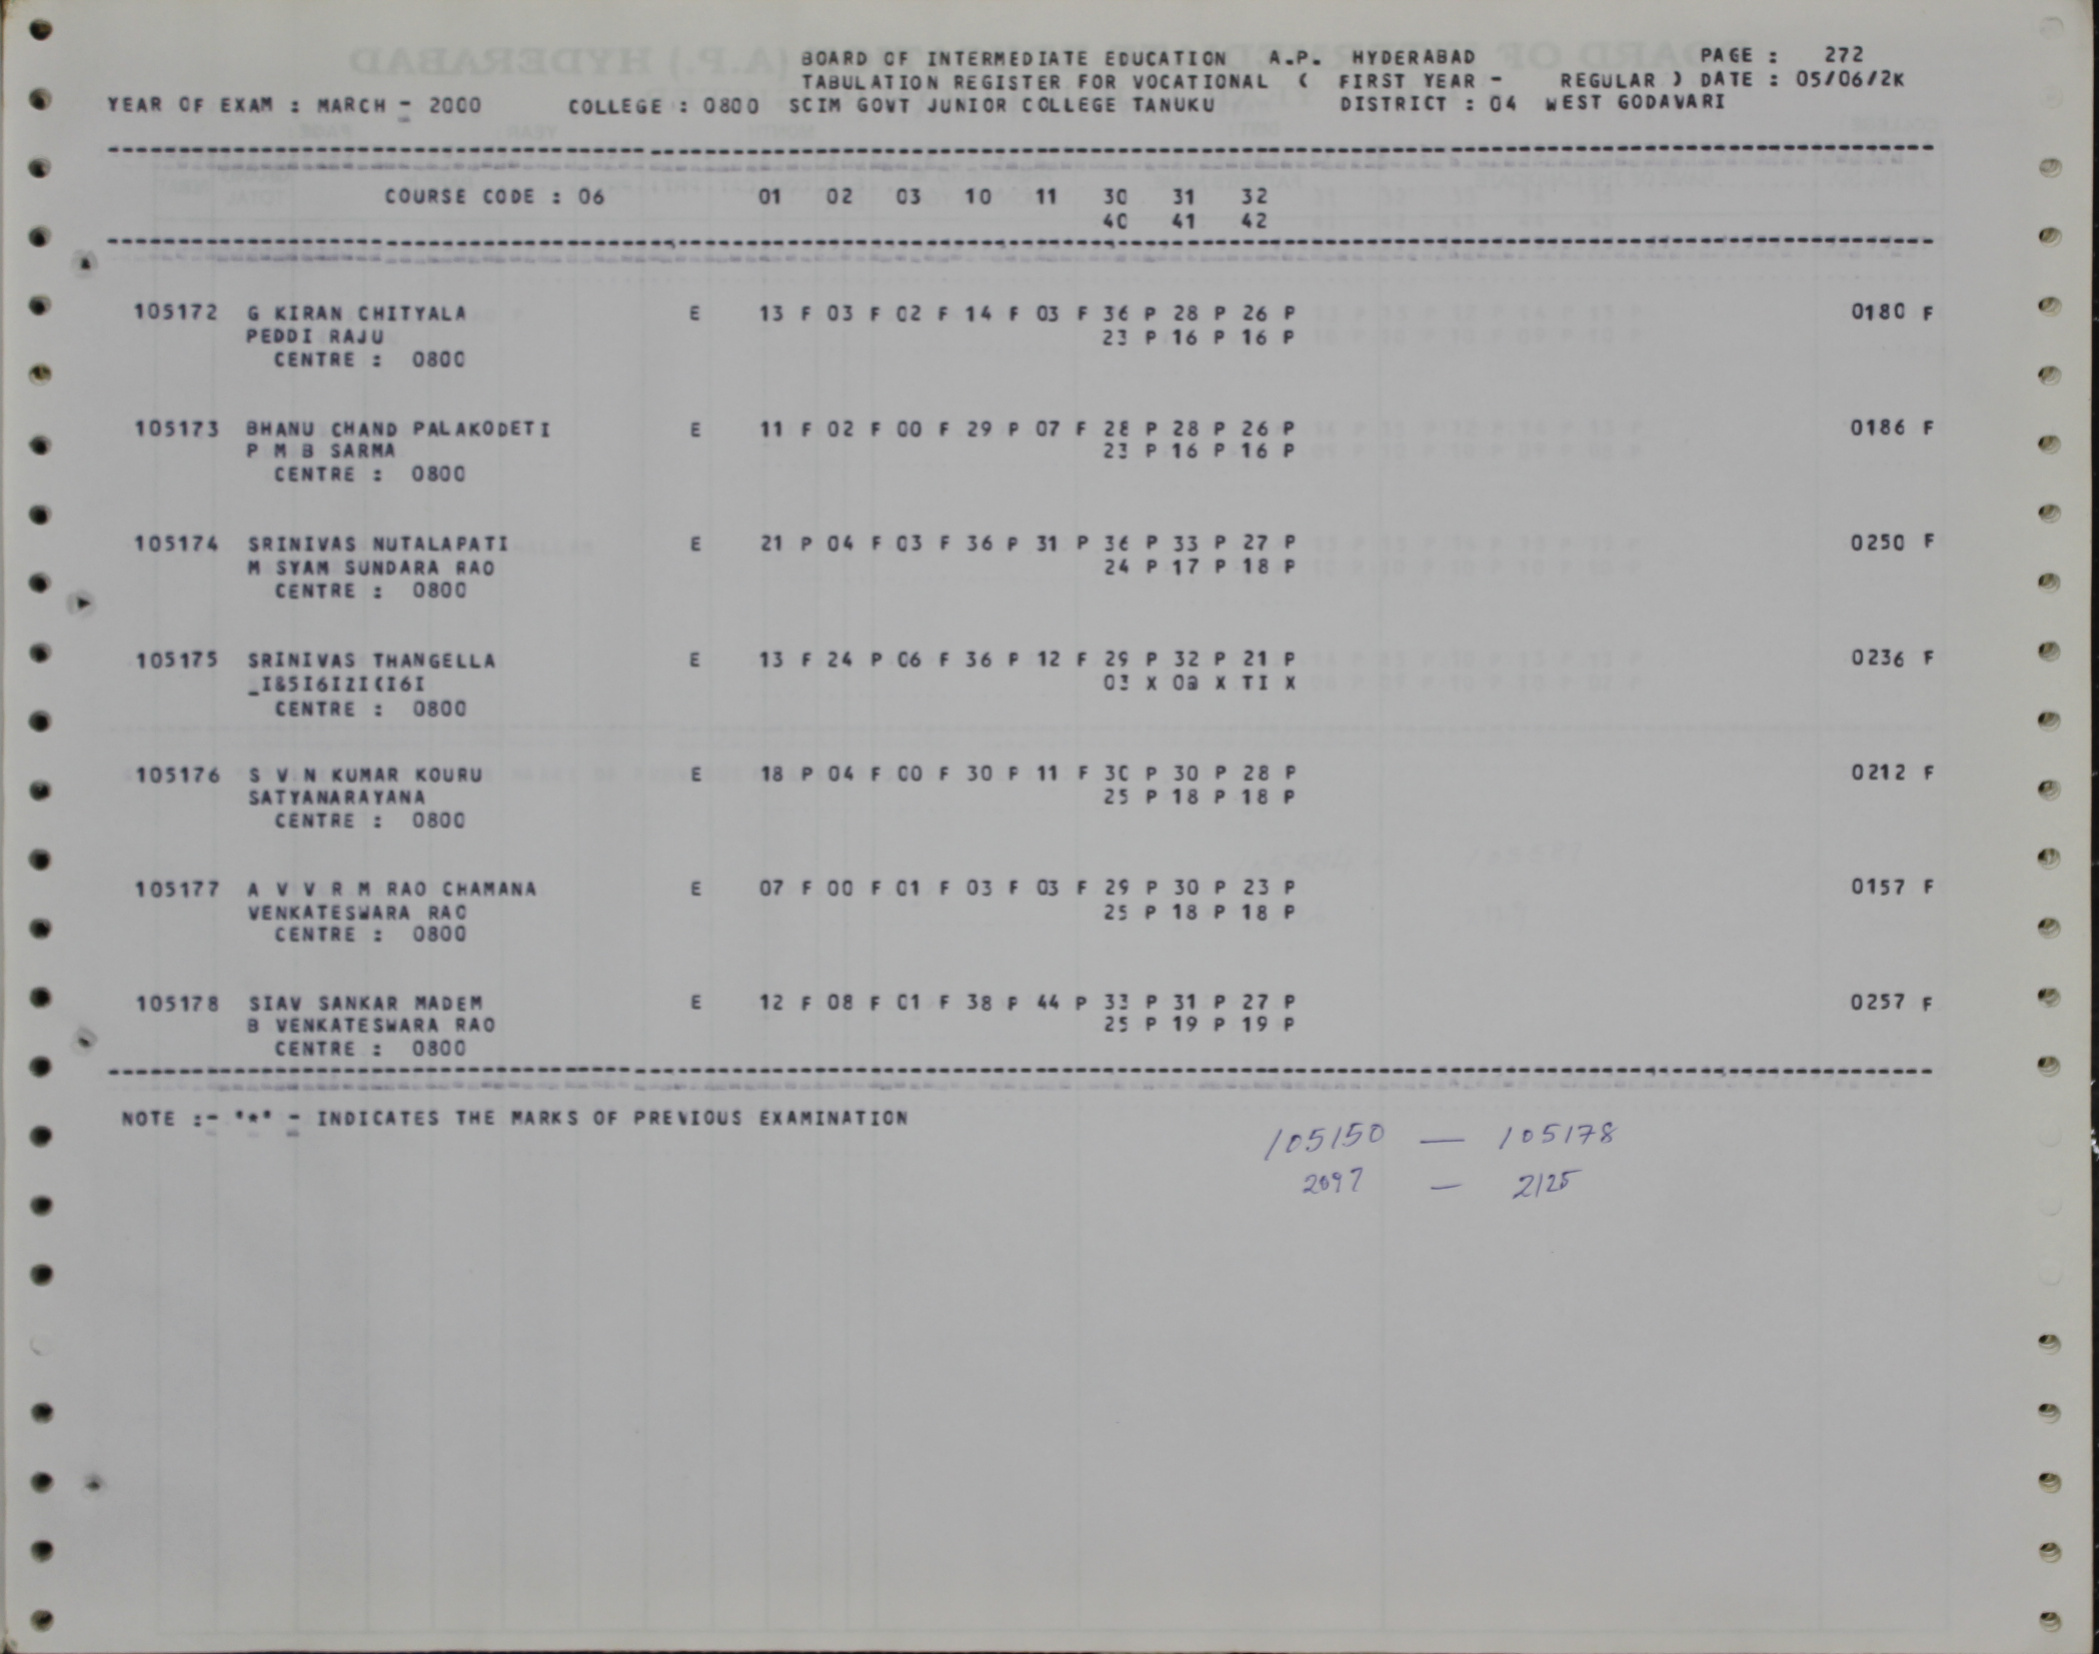 BOARD OF INTERMEDIATE EDUCATION A.P. HYDERABAD PAGE : 272
TABULATION REGISTER FOR VOCATIONAL ( FIRST YEAR - REGULAR ) DATE : 05/06/2K
YEAR OF EXAM : MARCH - 2000 COLLEGE : 0800 SCIM GOVT JUNIOR COLLEGE TANUKU DISTRICT : 04 WEST GODAVARI
COURSE CODE : 06 01 02 03 10 11 30 31 32
40 41 42
105172 G KIRAN CHITYALA E 13 F 03 F 02 F 14 F 03 F 36 P 28 P 26 P 0180 F
PEDDI RAJU 23 P 16 P 16 P
CENTRE : 0800
105173 BHANU CHAND PALAKODETI E 11 F 02 F 00 F 29 P 07 F 28 P 28 P 26 P 0186 F
P M B SARMA 23 P 16 P 16 P
CENTRE : 0800
105174 SRINIVAS NUTALAPATI E 21 P 04 F 03 F 36 P 31 P 36 P 33 P 27 P 0250 F
M SYAM SUNDARA RAO 24 P 17 P 18 P
CENTRE : 0800
105175 SRINIVAS THANGELLA E 13 F 24 P 06 F 36 P 12 F 29 P 32 P 21 P 0236 F
_I&5I6IZI(I6I 03 X 0a X TI X
CENTRE : 0800
105176 S V N KUMAR KOURU E 18 P 04 F 00 F 30 P 11 F 30 P 30 P 28 P 0212 F
SATYANARAYANA 25 P 18 P 18 P
CENTRE : 0800
105177 A V V R M RAO CHAMANA E 07 F 00 F 01 F 03 F 03 F 29 P 30 P 23 P 0157 F
VENKATESWARA RAO 25 P 18 P 18 P
CENTRE : 0800
105178 SIAV SANKAR MADEM E 12 F 08 F 01 F 38 P 44 P 33 P 31 P 27 P 0257 F
B VENKATESWARA RAO 25 P 19 P 19 P
CENTRE : 0800
NOTE :- "*" - INDICATES THE MARKS OF PREVIOUS EXAMINATION
105150 — 105178
2097 — 2125